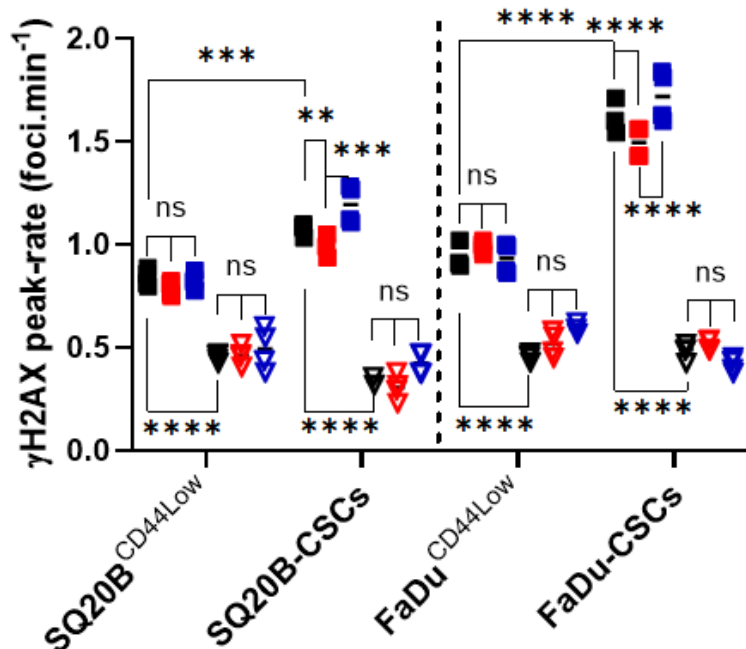 γH2AX peak-rate (foci.min⁻¹)
2.0
1.5
1.0
0.5
0.0
***
**
***
ns
ns
ns
****
****
****
****
****
ns
ns
ns
****
****
SQ20B^CD44Low
SQ20B-CSCs
FaDu^CD44Low
FaDu-CSCs